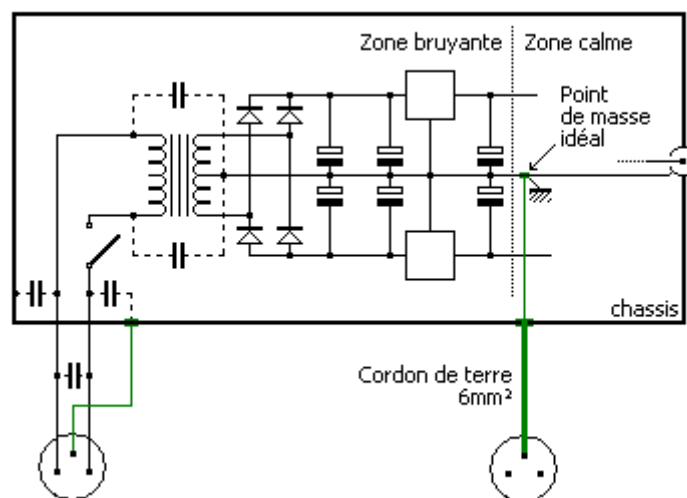 Zone bruyante
Zone calme
Point
de masse
idéal
chassis
Cordon de terre
6mm²